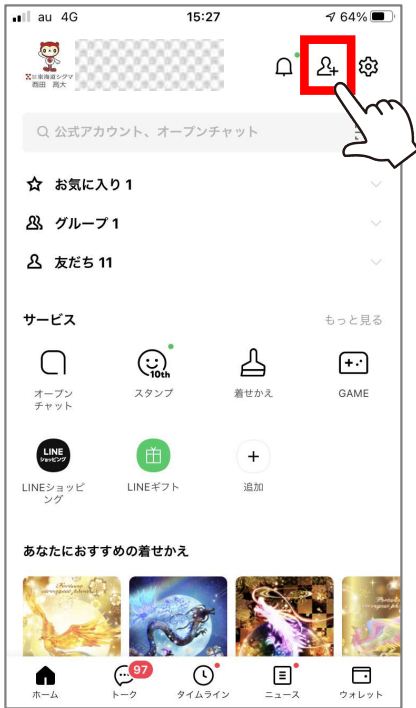 au 4G 15:27 64%
株式会社東海道シグマ
西田 高大
公式アカウント、オープンチャット
お気に入り 1
グループ 1
友だち 11
サービス もっと見る
10th
オープン スタンプ 着せかえ GAME
チャット
LINE
ショッピング
LINEショッピ LINEギフト 追加
ング
あなたにおすすめの着せかえ
Fortune
97
ホーム トーク タイムライン ニュース ウォレット